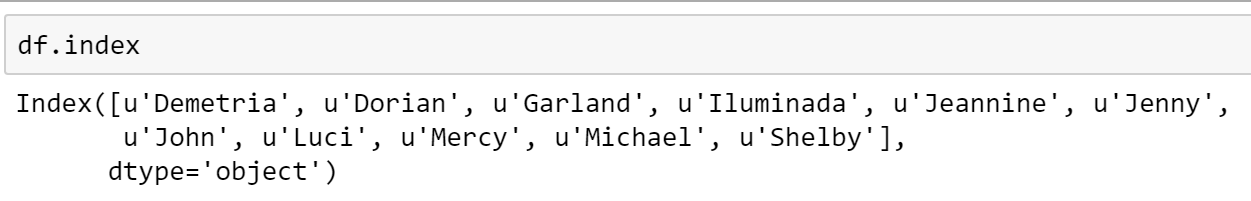 df.index
Index([u'Demetria', u'Dorian', u'Garland', u'Iluminada', u'Jeannine', u'Jenny',
u'John', u'Luci', u'Mercy', u'Michael', u'Shelby'],
dtype='object')